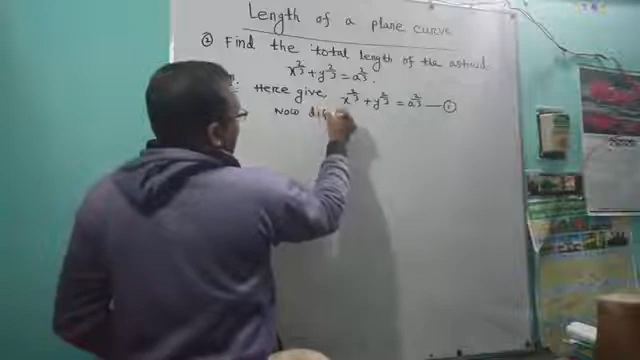 Length of a plane curve
② Find the total length of the astroid
x^{2/3} + y^{2/3} = a^{2/3}.
Here give, x^{2/3} + y^{2/3} = a^{2/3} — ①
Now dif